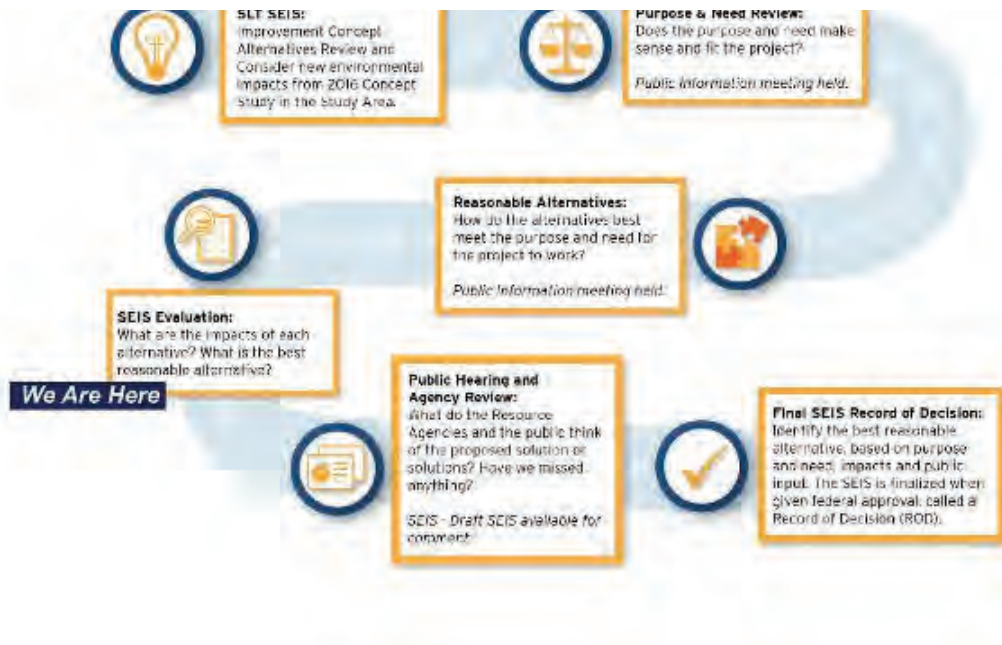 SLT SEIS:
Improvement Concept
Alternatives Review and
Consider new environmental
impacts from 2016 Concept
Study in the Study Area.
Purpose & Need Review:
Does the purpose and need make
sense and fit the project?
Public information meeting held.
Reasonable Alternatives:
How do the alternatives best
meet the purpose and need for
the project to work?
Public information meeting held.
SEIS Evaluation:
What are the impacts of each
alternative? What is the best
reasonable alternative?
We Are Here
Public Hearing and
Agency Review:
What do the Resource
Agencies and the public think
of the proposed solution or
solutions? Have we missed
anything?
SEIS - Draft SEIS available for
comment
Final SEIS Record of Decision:
Identify the best reasonable
alternative, based on purpose
and need, impacts and public
input. The SEIS is finalized when
given federal approval, called a
Record of Decision (ROD).